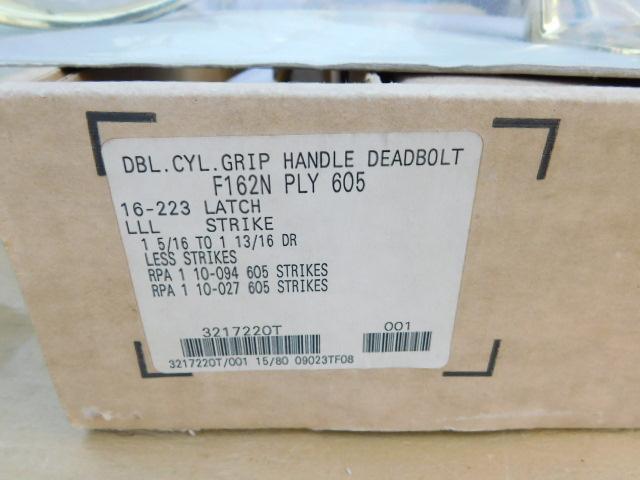 DBL.CYL.GRIP HANDLE DEADBOLT
F162N PLY 605
16-223 LATCH
LLL STRIKE
1 5/16 TO 1 13/16 DR
LESS STRIKES
RPA 1 10-094 605 STRIKES
RPA 1 10-027 605 STRIKES
3217220T 001
3217220T/001 15/80 09023TF08